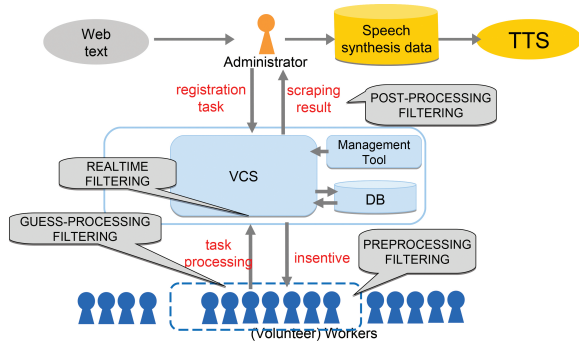 Web
text
Administrator
Speech
synthesis data
TTS
registration
task
scraping
result
POST-PROCESSING
FILTERING
REALTIME
FILTERING
VCS
Management
Tool
DB
GUESS-PROCESSING
FILTERING
task
processing
insentive
PREPROCESSING
FILTERING
(Volunteer) Workers